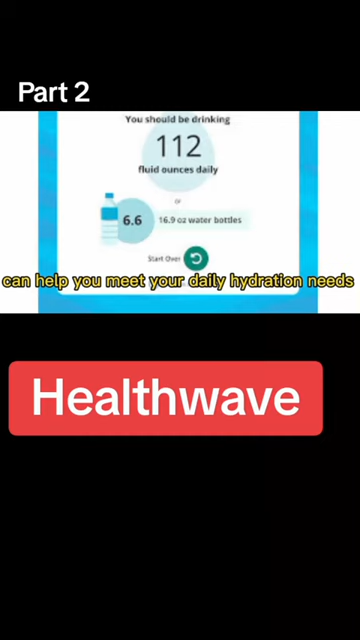 Part 2
You should be drinking
112
fluid ounces daily
or
6.6
16.9 oz water bottles
Start Over
can help you meet your daily hydration needs
Healthwave